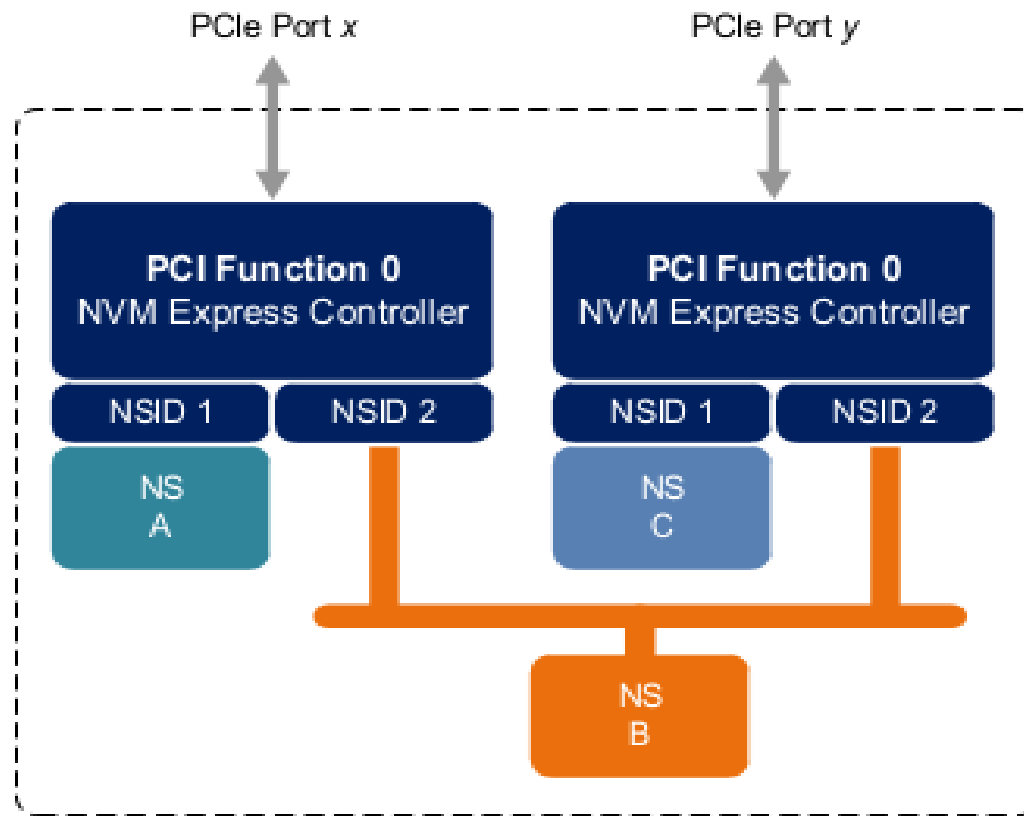 PCIe Port x
PCIe Port y
PCI Function 0
NVM Express Controller
PCI Function 0
NVM Express Controller
NSID 1
NSID 2
NSID 1
NSID 2
NS
A
NS
C
NS
B